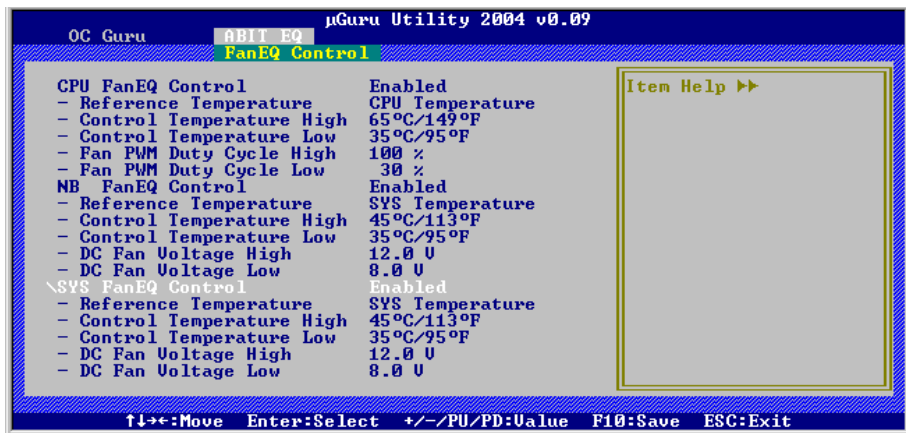 µGuru Utility 2004 v0.09
OC Guru ABIT EQ
FanEQ Control
CPU FanEQ Control Enabled
- Reference Temperature CPU Temperature
- Control Temperature High 65ºC/149ºF
- Control Temperature Low 35ºC/95ºF
- Fan PWM Duty Cycle High 100 %
- Fan PWM Duty Cycle Low 30 %
NB FanEQ Control Enabled
- Reference Temperature SYS Temperature
- Control Temperature High 45ºC/113ºF
- Control Temperature Low 35ºC/95ºF
- DC Fan Voltage High 12.0 V
- DC Fan Voltage Low 8.0 V
\SYS FanEQ Control Enabled
- Reference Temperature SYS Temperature
- Control Temperature High 45ºC/113ºF
- Control Temperature Low 35ºC/95ºF
- DC Fan Voltage High 12.0 V
- DC Fan Voltage Low 8.0 V
Item Help ►►
↑↓→←:Move Enter:Select +/-/PU/PD:Value F10:Save ESC:Exit